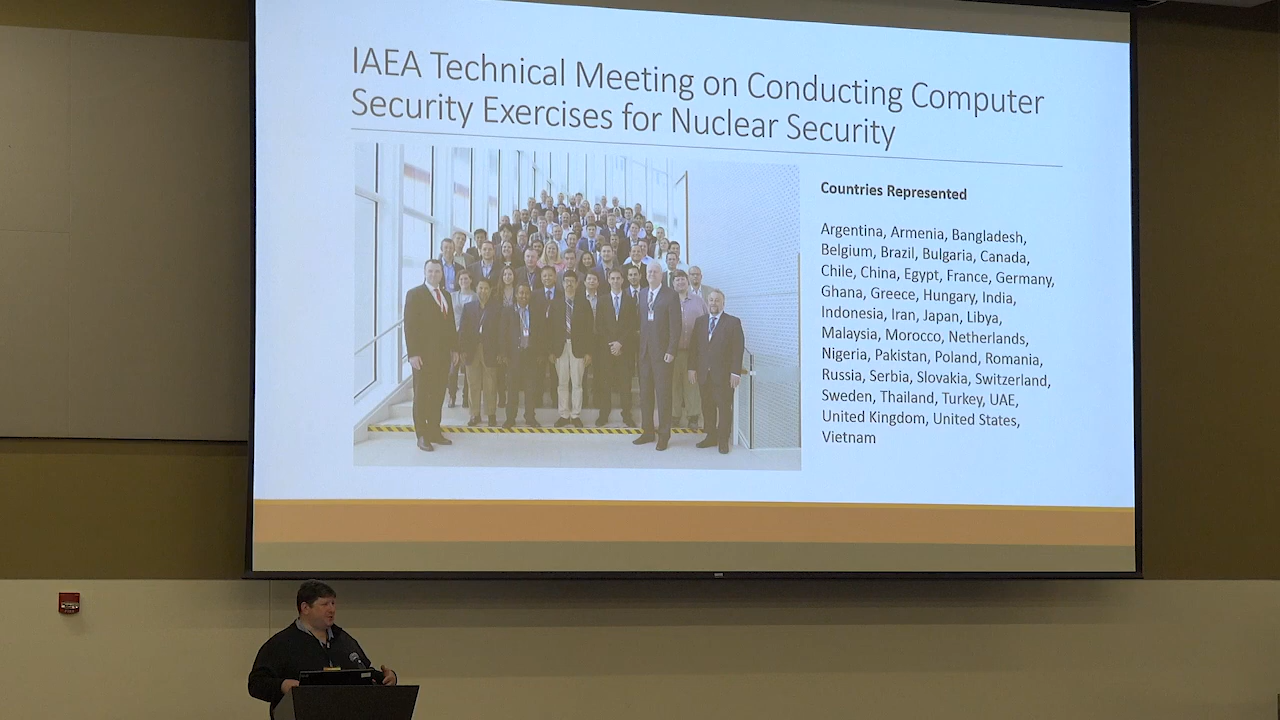 IAEA Technical Meeting on Conducting Computer
Security Exercises for Nuclear Security
Countries Represented
Argentina, Armenia, Bangladesh,
Belgium, Brazil, Bulgaria, Canada,
Chile, China, Egypt, France, Germany,
Ghana, Greece, Hungary, India,
Indonesia, Iran, Japan, Libya,
Malaysia, Morocco, Netherlands,
Nigeria, Pakistan, Poland, Romania,
Russia, Serbia, Slovakia, Switzerland,
Sweden, Thailand, Turkey, UAE,
United Kingdom, United States,
Vietnam